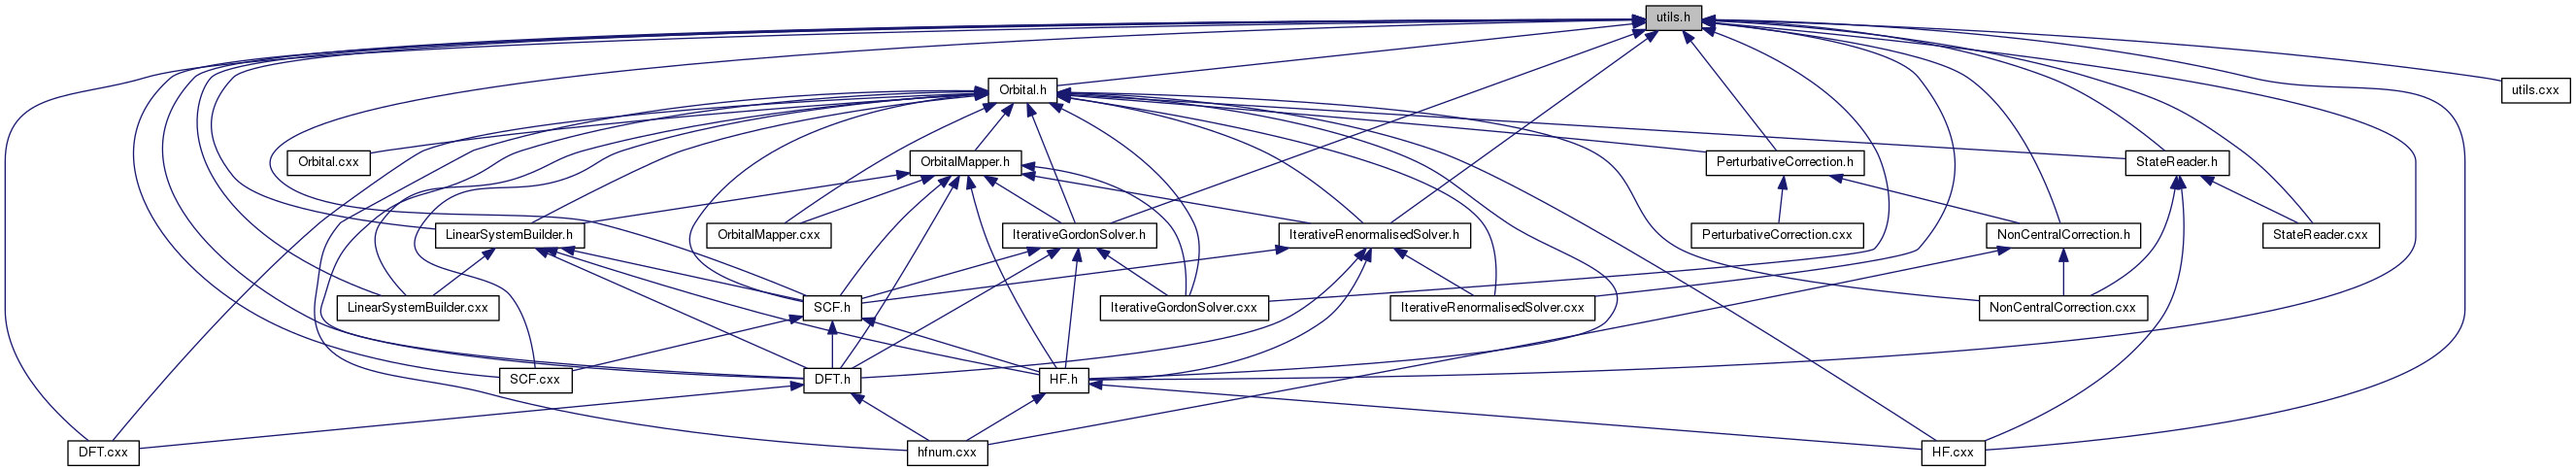 utils.h
Orbital.h
utils.cxx
Orbital.cxx
OrbitalMapper.h
PerturbativeCorrection.h
StateReader.h
LinearSystemBuilder.h
OrbitalMapper.cxx
IterativeGordonSolver.h
IterativeRenormalisedSolver.h
PerturbativeCorrection.cxx
NonCentralCorrection.h
StateReader.cxx
LinearSystemBuilder.cxx
SCF.h
IterativeGordonSolver.cxx
IterativeRenormalisedSolver.cxx
NonCentralCorrection.cxx
SCF.cxx
DFT.h
HF.h
DFT.cxx
hfnum.cxx
HF.cxx